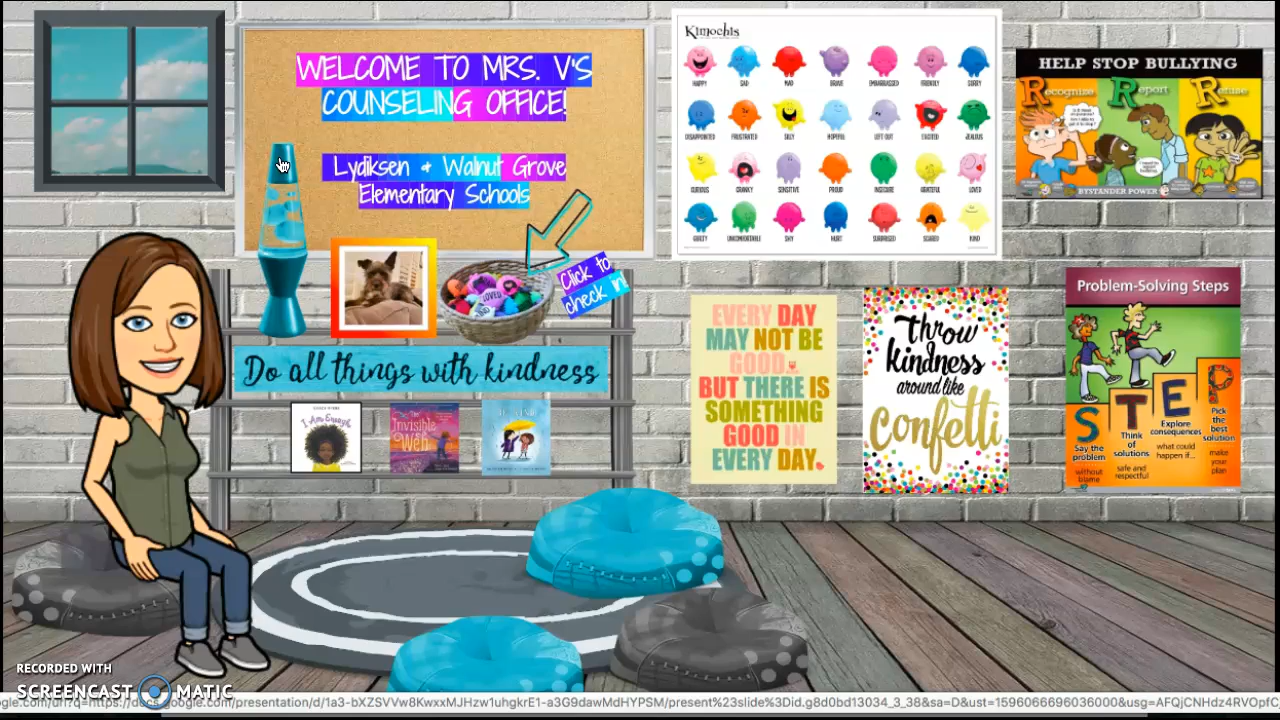 WELCOME TO MRS. V'S
COUNSELING OFFICE!
Lydiksen & Walnut Grove
Elementary Schools
Click to
check in!
LOVED
Do all things with kindness
I Am Enough
The
Invisible
Web
Kimochis
HAPPY SAD MAD BRAVE EMBARRASSED FRIENDLY SORRY
DISAPPOINTED FRUSTRATED SILLY HOPEFUL LEFT OUT EXCITED JEALOUS
CURIOUS CRANKY SENSITIVE PROUD INSECURE GRATEFUL LOVED
GUILTY UNCOMFORTABLE SHY HURT SURPRISED SCARED KIND
HELP STOP BULLYING
Recognize Report Refuse
BYSTANDER POWER
EVERY DAY
MAY NOT BE
GOOD...
BUT THERE IS
SOMETHING
GOOD IN
EVERY DAY.
throw
kindness
around like
confetti
Problem-Solving Steps
STEP
Say the
problem
without
blame
Think
of
solutions
safe and
respectful
Explore
consequences
what could
happen if...
Pick
the
best
solution
make
your
plan
RECORDED WITH
SCREENCAST MATIC